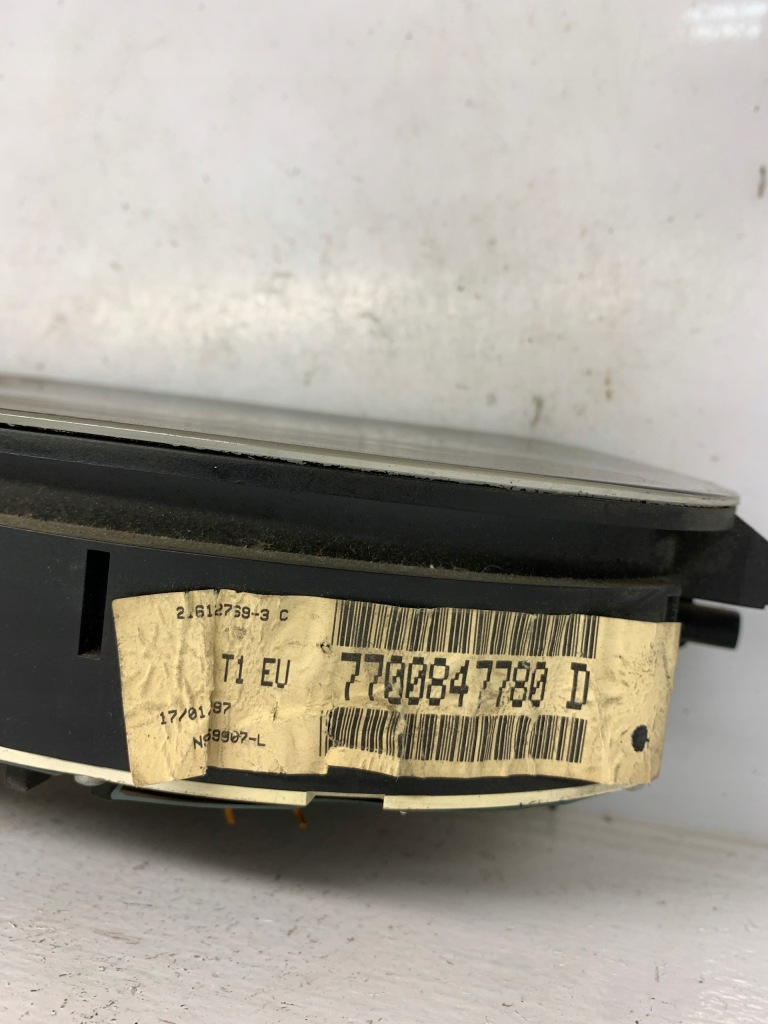 2.612759-3 C
T1 EU 7700847780 D
17/01/97
N99907-L